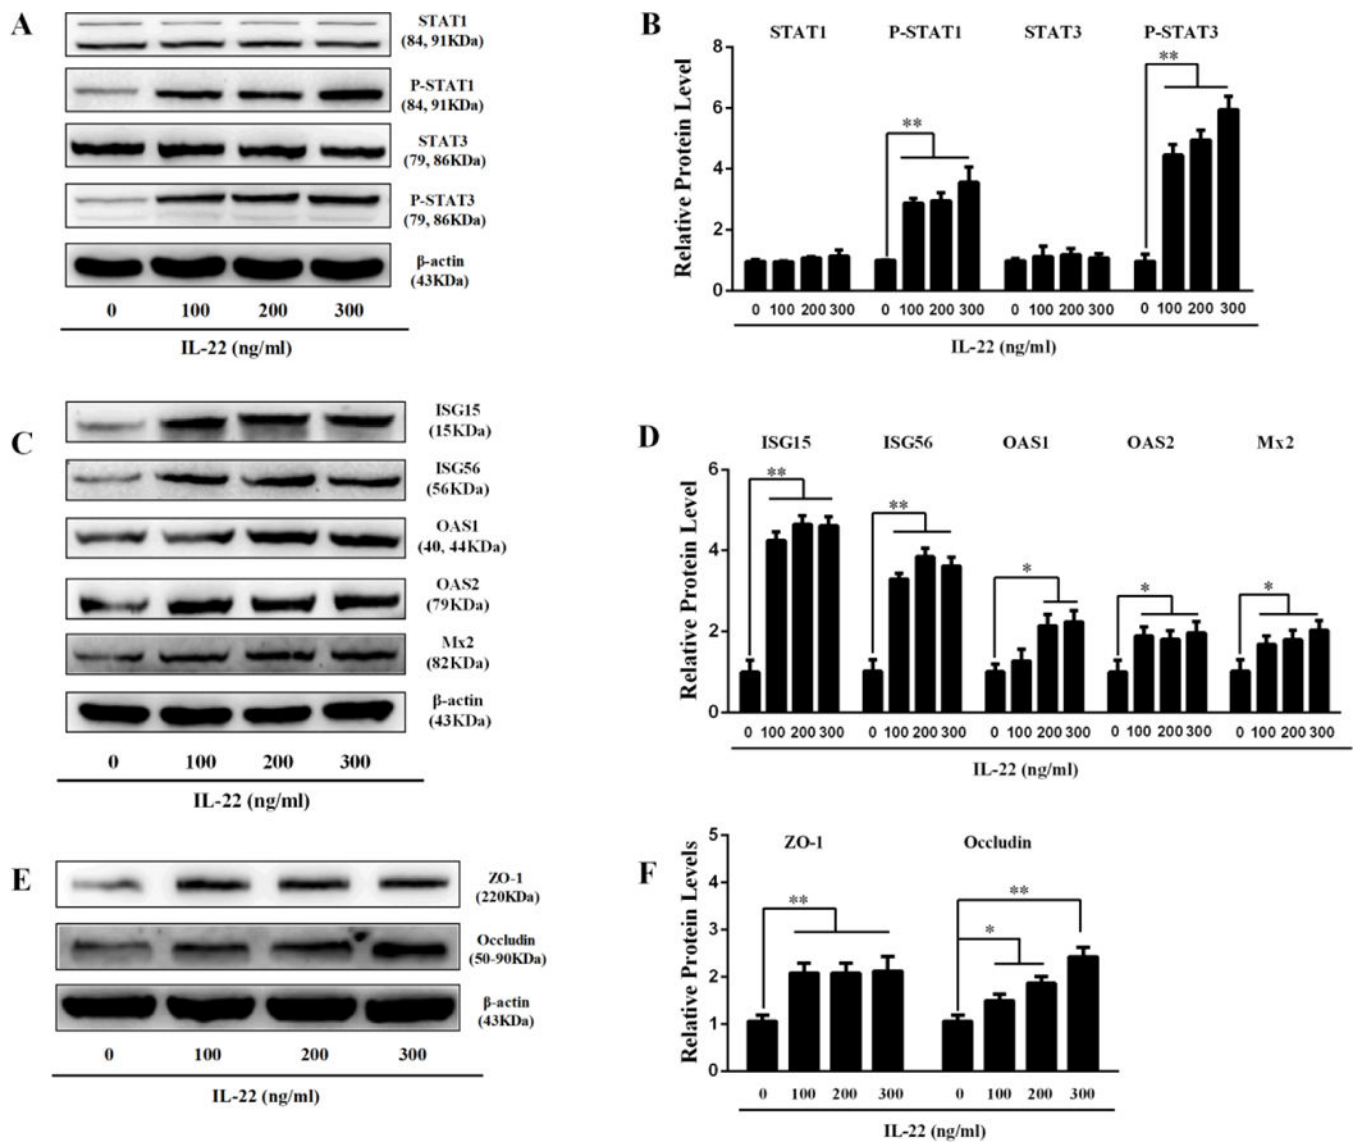 A
STAT1
(84, 91KDa)
P-STAT1
(84, 91KDa)
STAT3
(79, 86KDa)
P-STAT3
(79, 86KDa)
β-actin
(43KDa)
0 100 200 300
IL-22 (ng/ml)
B
STAT1 P-STAT1 STAT3 P-STAT3
Relative Protein Level
8
6
4
2
0
**
**
0 100 200 300 0 100 200 300 0 100 200 300 0 100 200 300
IL-22 (ng/ml)
C
ISG15
(15KDa)
ISG56
(56KDa)
OAS1
(40, 44KDa)
OAS2
(79KDa)
Mx2
(82KDa)
β-actin
(43KDa)
0 100 200 300
IL-22 (ng/ml)
D
ISG15 ISG56 OAS1 OAS2 Mx2
Relative Protein Level
6
4
2
0
**
**
*
*
*
0 100 200 300 0 100 200 300 0 100 200 300 0 100 200 300 0 100 200 300
IL-22 (ng/ml)
E
ZO-1
(220KDa)
Occludin
(50-90KDa)
β-actin
(43KDa)
0 100 200 300
IL-22 (ng/ml)
F
ZO-1 Occludin
Relative Protein Levels
5
4
3
2
1
0
**
*
**
0 100 200 300 0 100 200 300
IL-22 (ng/ml)